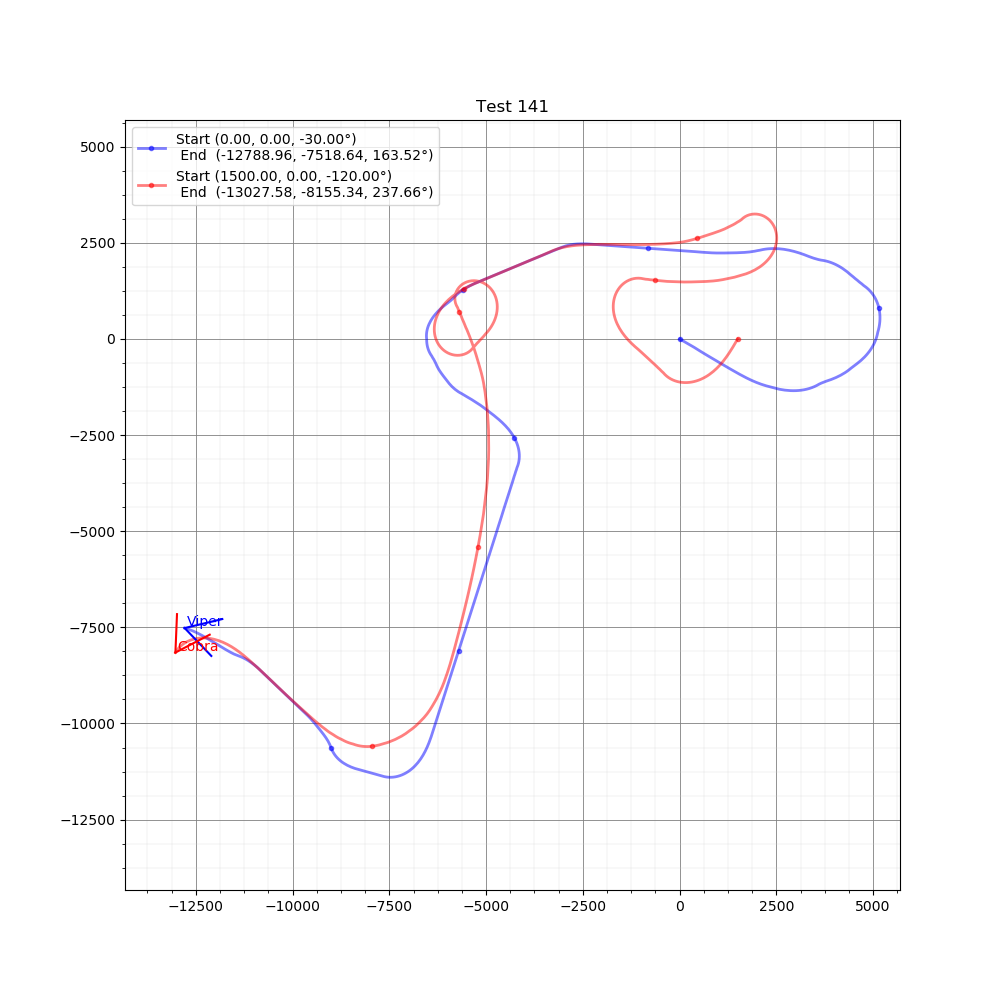 Test 141
Start (0.00, 0.00, -30.00°)
End (-12788.96, -7518.64, 163.52°)
Start (1500.00, 0.00, -120.00°)
End (-13027.58, -8155.34, 237.66°)
5000
2500
0
−2500
−5000
−7500
−10000
−12500
Viper
Cobra
−12500 −10000 −7500 −5000 −2500 0 2500 5000